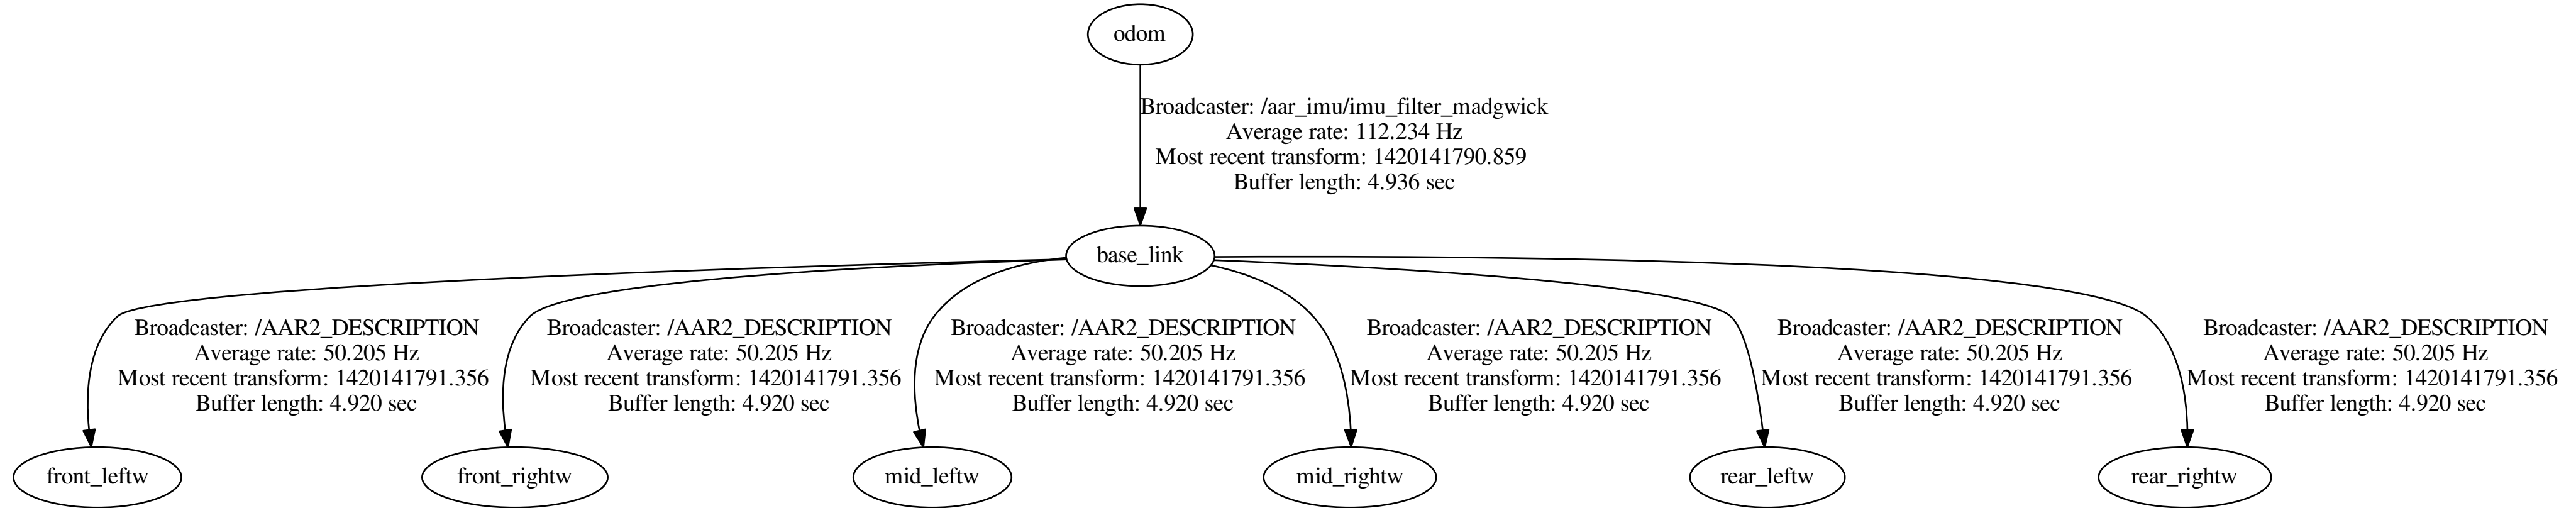 odom
Broadcaster: /aar_imu/imu_filter_madgwick
Average rate: 112.234 Hz
Most recent transform: 1420141790.859
Buffer length: 4.936 sec
base_link
Broadcaster: /AAR2_DESCRIPTION
Average rate: 50.205 Hz
Most recent transform: 1420141791.356
Buffer length: 4.920 sec
Broadcaster: /AAR2_DESCRIPTION
Average rate: 50.205 Hz
Most recent transform: 1420141791.356
Buffer length: 4.920 sec
Broadcaster: /AAR2_DESCRIPTION
Average rate: 50.205 Hz
Most recent transform: 1420141791.356
Buffer length: 4.920 sec
Broadcaster: /AAR2_DESCRIPTION
Average rate: 50.205 Hz
Most recent transform: 1420141791.356
Buffer length: 4.920 sec
Broadcaster: /AAR2_DESCRIPTION
Average rate: 50.205 Hz
Most recent transform: 1420141791.356
Buffer length: 4.920 sec
Broadcaster: /AAR2_DESCRIPTION
Average rate: 50.205 Hz
Most recent transform: 1420141791.356
Buffer length: 4.920 sec
front_leftw
front_rightw
mid_leftw
mid_rightw
rear_leftw
rear_rightw